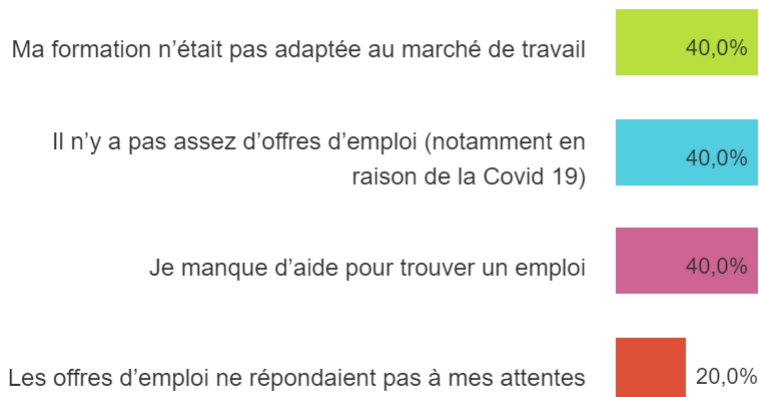 Ma formation n’était pas adaptée au marché de travail
40,0%
Il n’y a pas assez d’offres d’emploi (notamment en
raison de la Covid 19)
40,0%
Je manque d’aide pour trouver un emploi
40,0%
Les offres d’emploi ne répondaient pas à mes attentes
20,0%